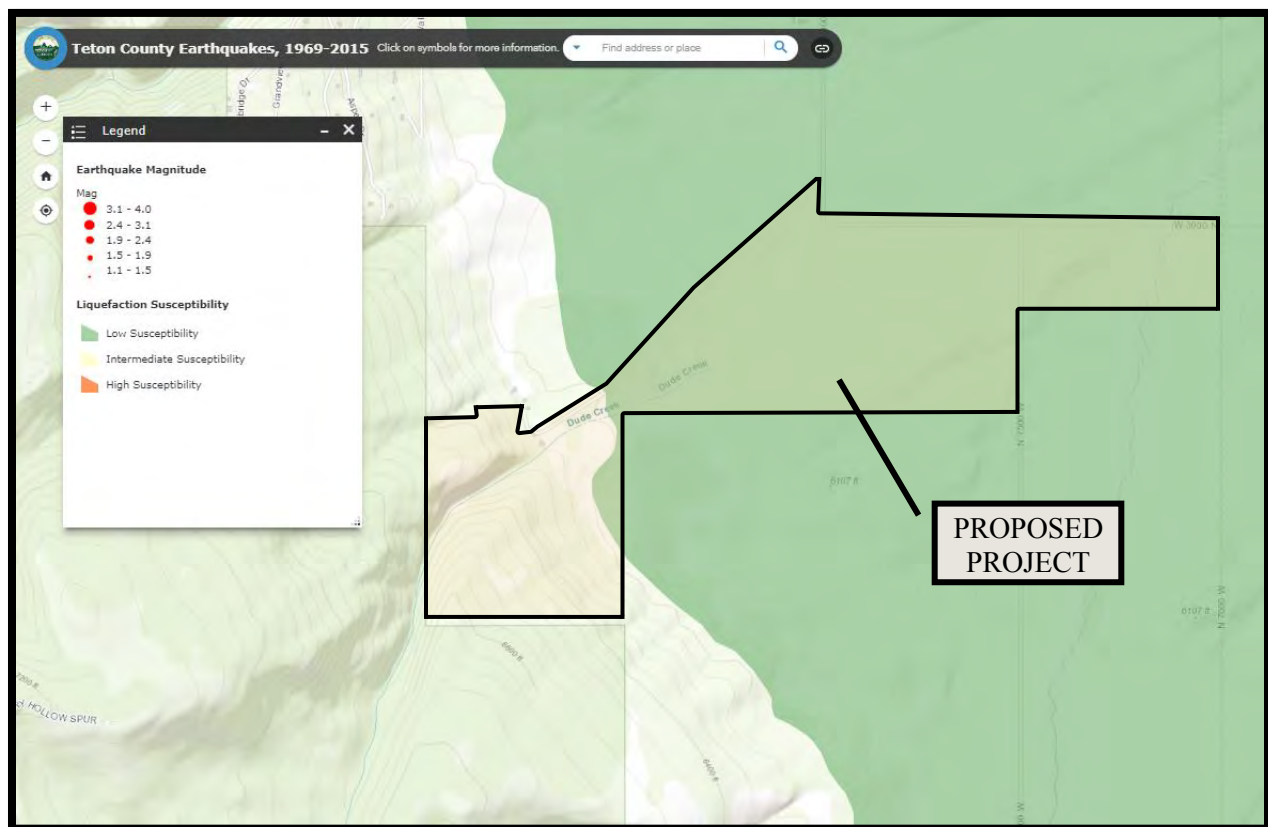 Teton County Earthquakes, 1969-2015 Click on symbols for more information. Find address or place
Legend
Earthquake Magnitude
Mag
3.1 - 4.0
2.4 - 3.1
1.9 - 2.4
1.5 - 1.9
1.1 - 1.5
Liquefaction Susceptibility
Low Susceptibility
Intermediate Susceptibility
High Susceptibility
Dude Creek
Dude Creek
PROPOSED
PROJECT
6800 ft
7200 ft
HOLLOW SPUR
6400 ft